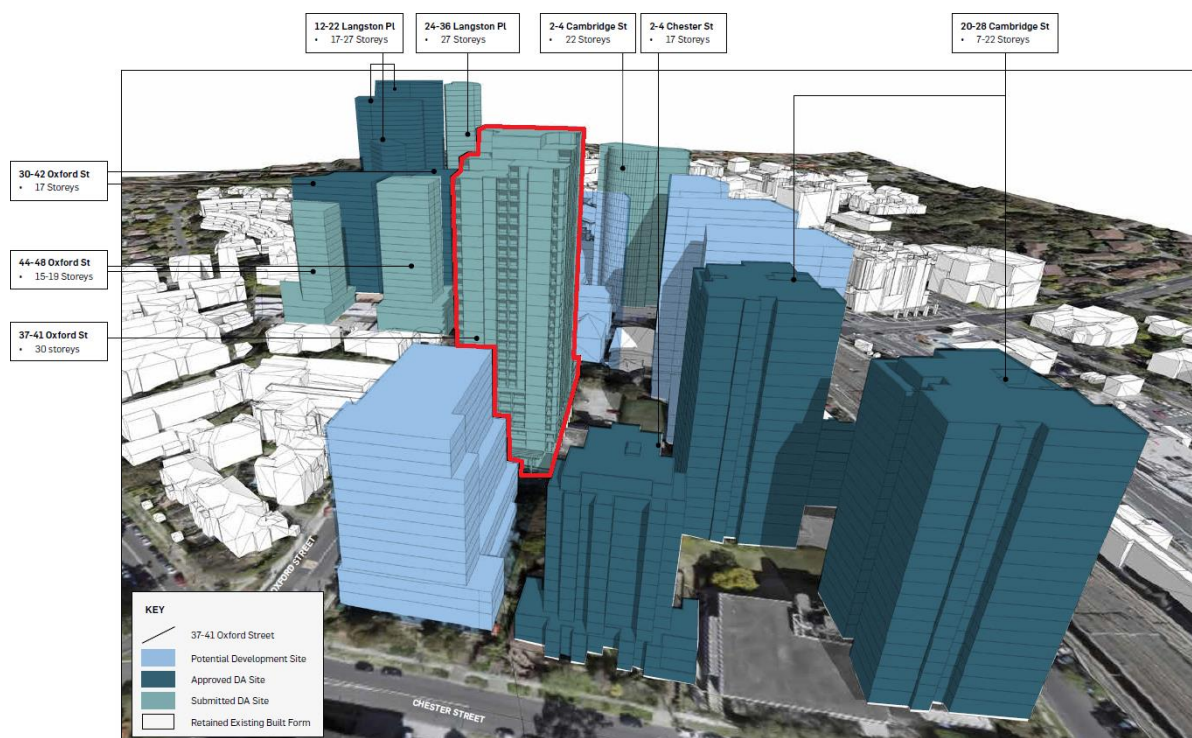 12-22 Langston Pl
• 17-27 Storeys
24-36 Langston Pl
• 27 Storeys
2-4 Cambridge St
• 22 Storeys
2-4 Chester St
• 17 Storeys
20-28 Cambridge St
• 7-22 Storeys
30-42 Oxford St
• 17 Storeys
44-48 Oxford St
• 15-19 Storeys
37-41 Oxford St
• 30 storeys
OXFORD STREET
CHESTER STREET
KEY
37-41 Oxford Street
Potential Development Site
Approved DA Site
Submitted DA Site
Retained Existing Built Form